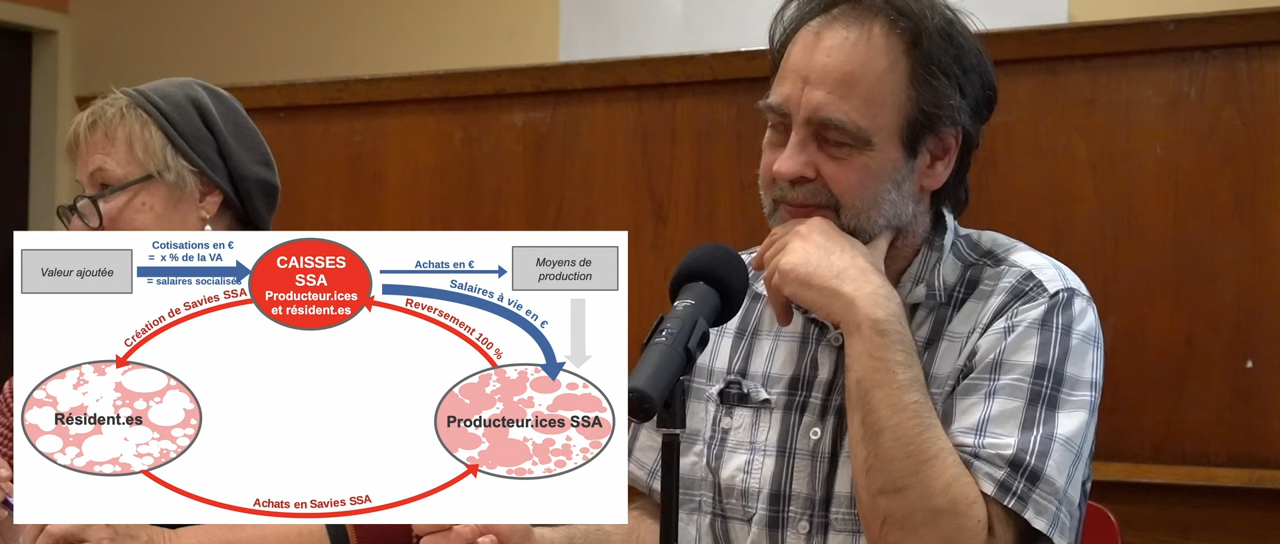 Valeur ajoutée
Cotisations en €
= x % de la VA
= salaires socialisés
CAISSES
SSA
Producteur.ices
et résident.es
Achats en €
Moyens de
production
Salaires à vie en €
Reversement 100 %
Création de Savies SSA
Résident.es
Producteur.ices SSA
Achats en Savies SSA